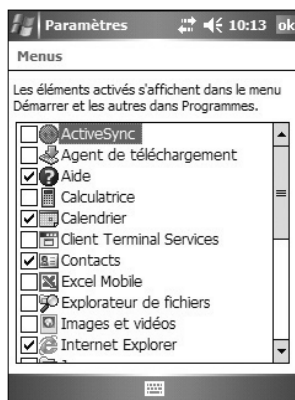 Paramètres 10:13 ok
Menus
Les éléments activés s'affichent dans le menu
Démarrer et les autres dans Programmes.
ActiveSync
Agent de téléchargement
Aide
Calculatrice
Calendrier
Client Terminal Services
Contacts
Excel Mobile
Explorateur de fichiers
Images et vidéos
Internet Explorer